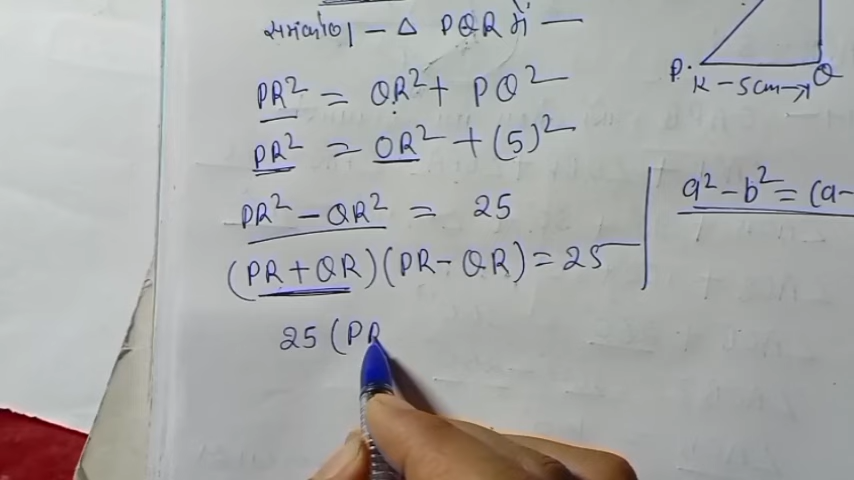 - △ PQR में -
PR² = QR² + PQ²
PR² = QR² + (5)²
PR² - QR² = 25
(PR + QR)(PR - QR) = 25
25 (PR
P
K - 5cm → Q
a² - b² = (a-